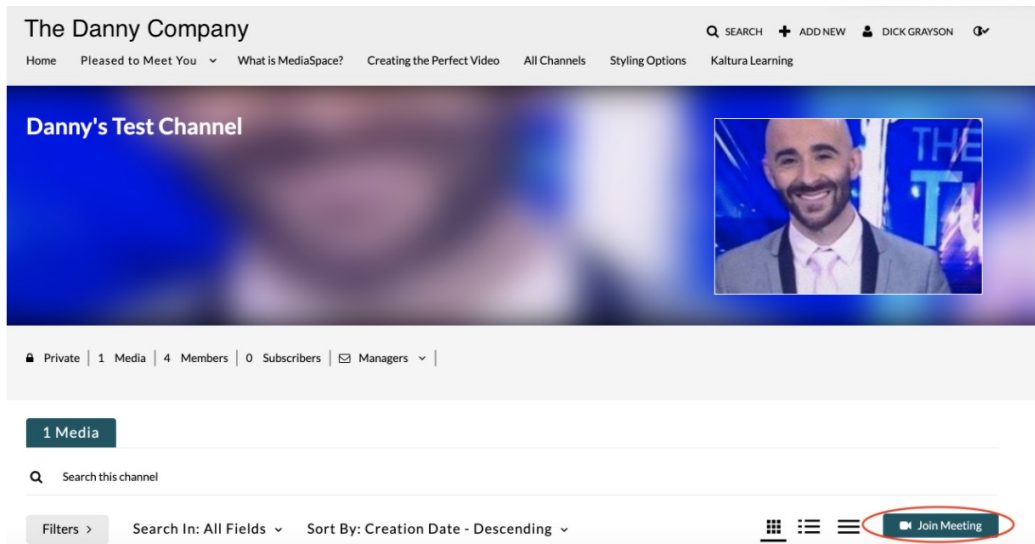 The Danny Company
SEARCH ADD NEW DICK GRAYSON
Home Pleased to Meet You What is MediaSpace? Creating the Perfect Video All Channels Styling Options Kaltura Learning
Danny's Test Channel
THE
Private | 1 Media | 4 Members | 0 Subscribers | Managers |
1 Media
Search this channel
Filters > Search In: All Fields Sort By: Creation Date - Descending Join Meeting